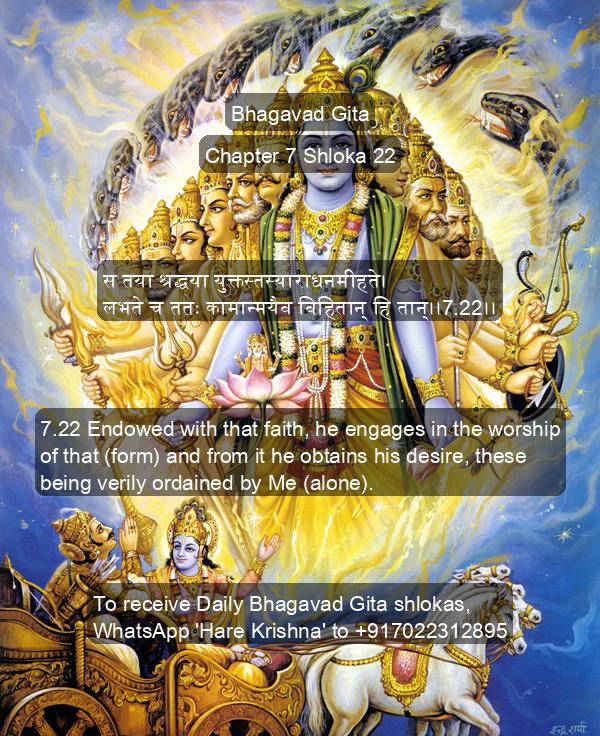 Bhagavad Gita
Chapter 7 Shloka 22
स तया श्रद्धया युक्तस्तस्याराधनमीहते।
लभते च ततः कामान्मयैव विहितान् हि तान्।।7.22।।
7.22 Endowed with that faith, he engages in the worship
of that (form) and from it he obtains his desire, these
being verily ordained by Me (alone).
To receive Daily Bhagavad Gita shlokas,
WhatsApp 'Hare Krishna' to +917022312895
इन्द्र शर्मा